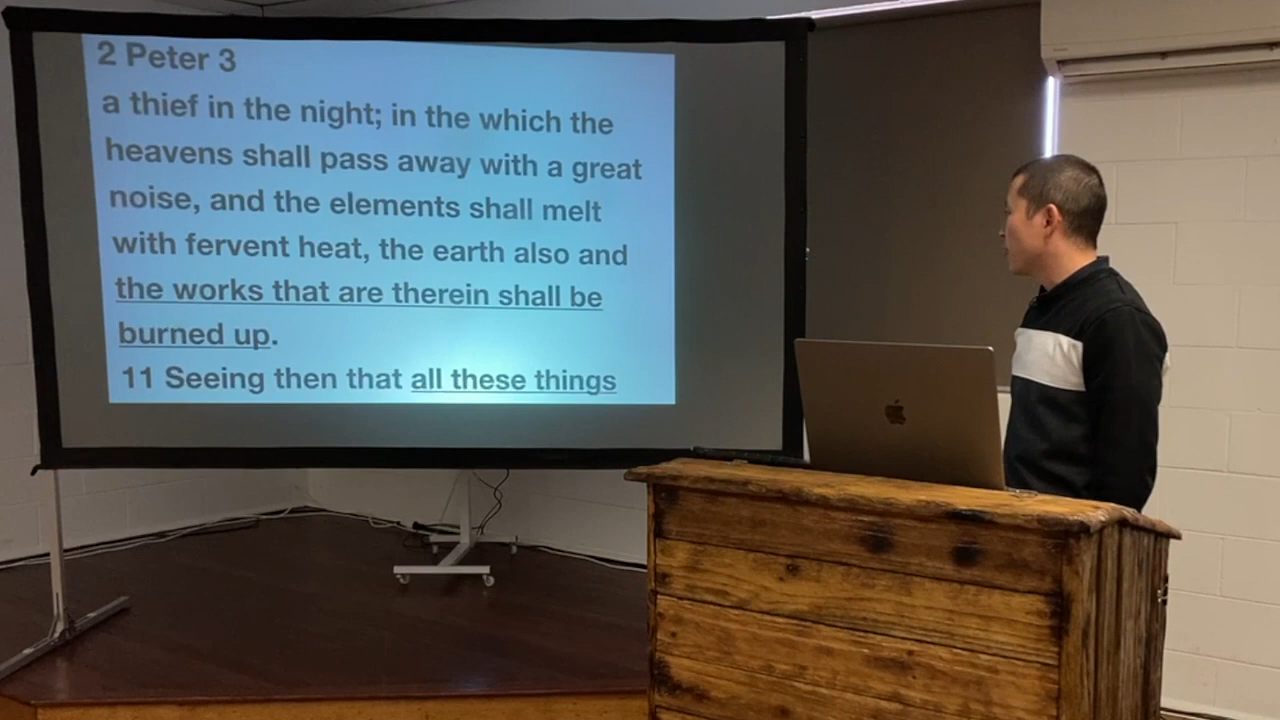 2 Peter 3
a thief in the night; in the which the
heavens shall pass away with a great
noise, and the elements shall melt
with fervent heat, the earth also and
the works that are therein shall be
burned up.
11 Seeing then that all these things